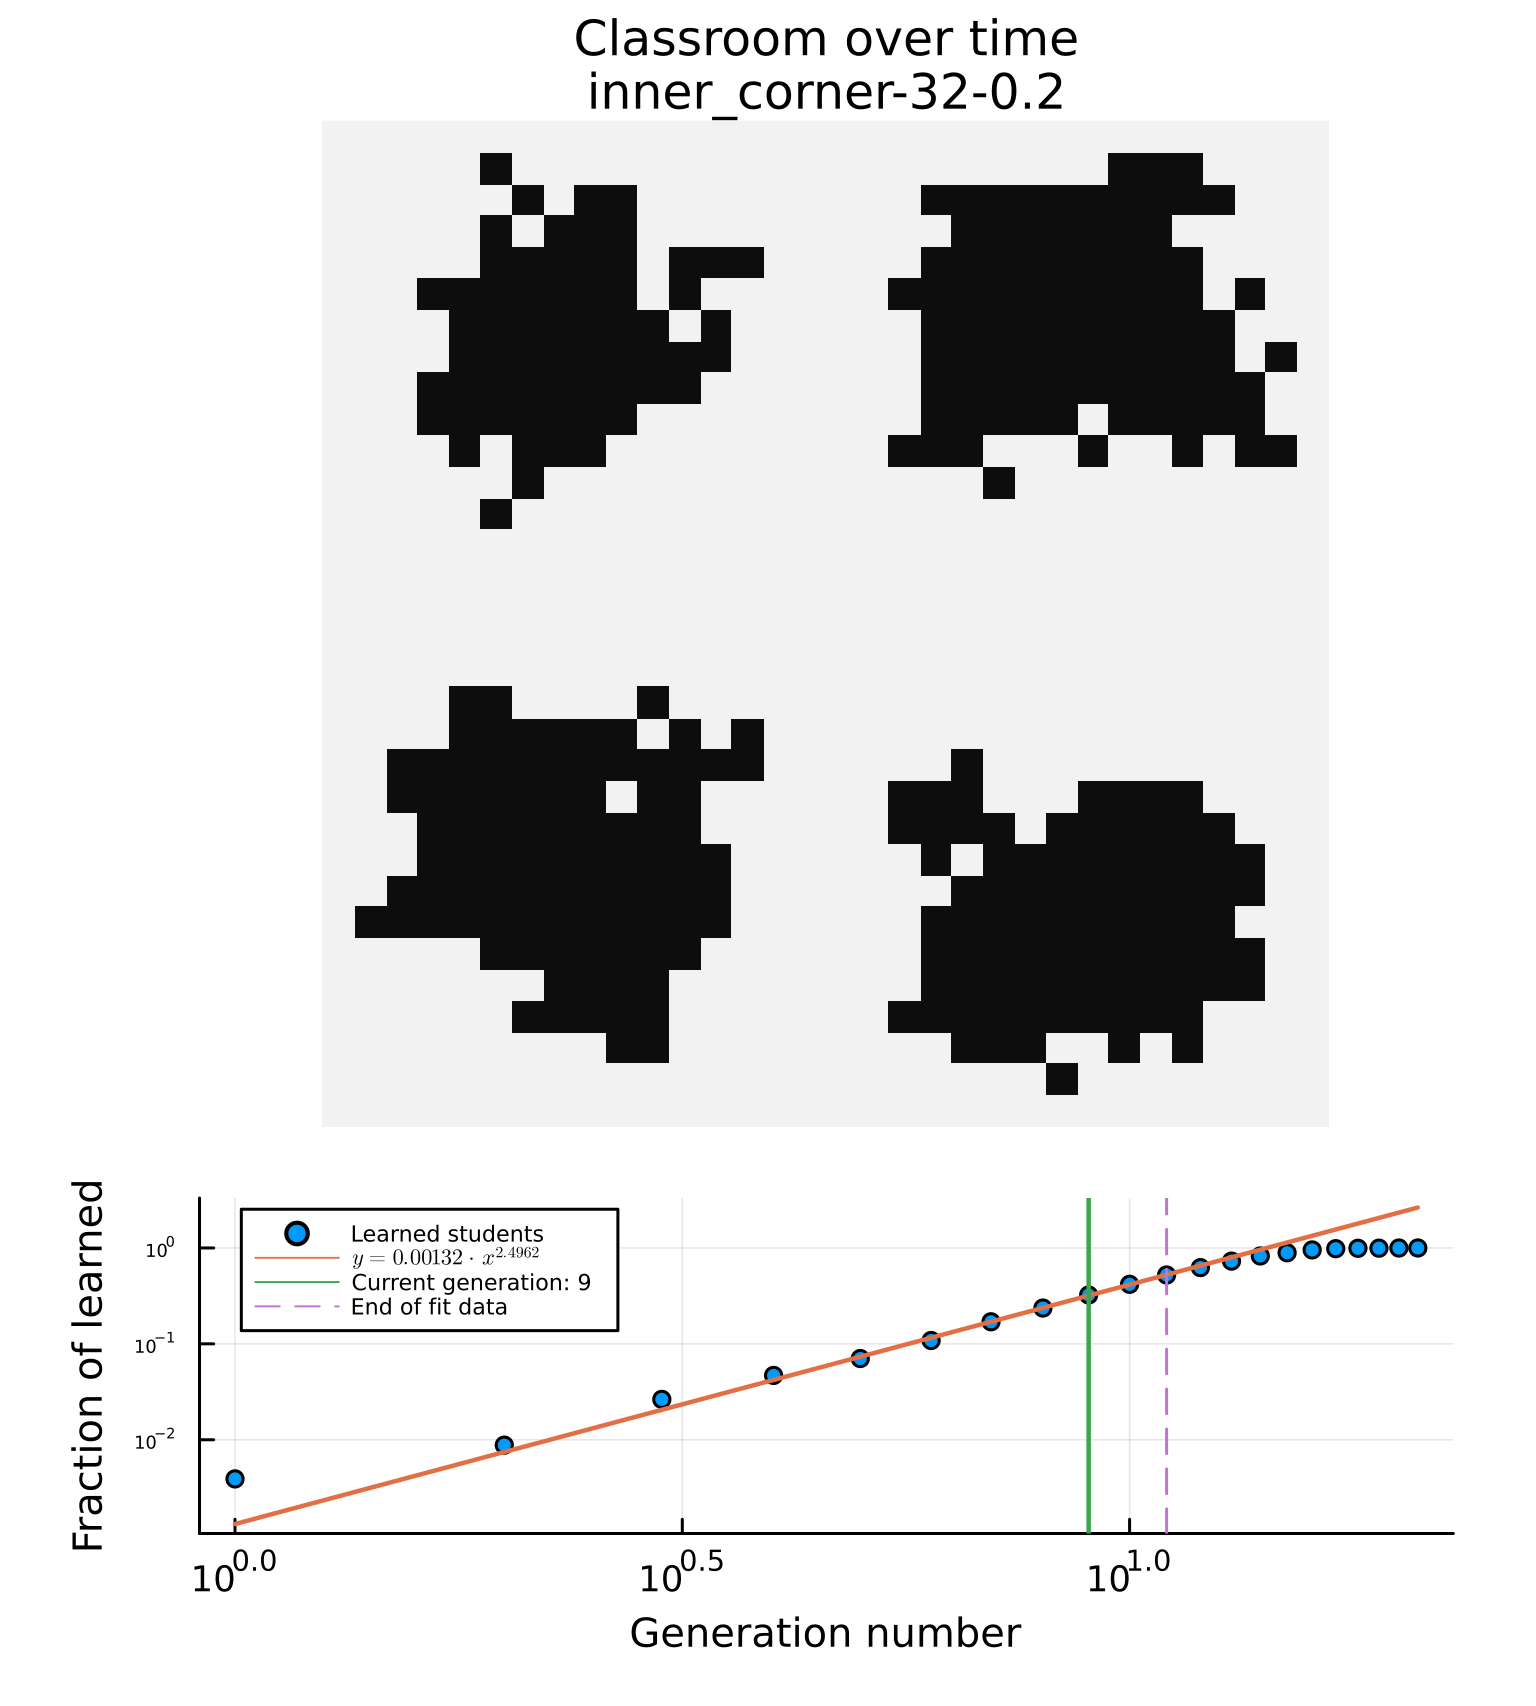 Classroom over time
inner_corner-32-0.2
Fraction of learned
10^0
10^-1
10^-2
Learned students
y = 0.00132 · x^2.4962
Current generation: 9
End of fit data
10^0.0 10^0.5 10^1.0
Generation number